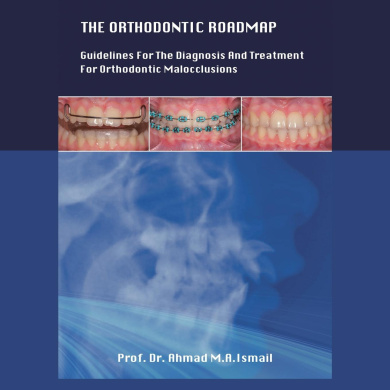 THE ORTHODONTIC ROADMAP
Guidelines For The Diagnosis And Treatment
For Orthodontic Malocclusions
Prof. Dr. Ahmad M.A.Ismail